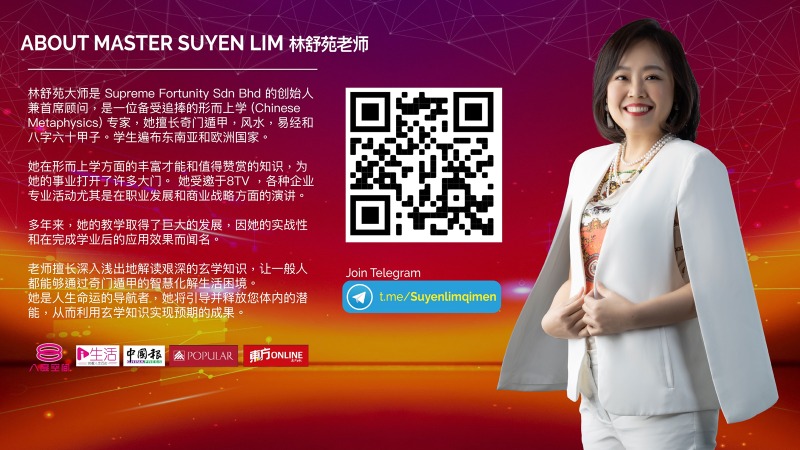 ABOUT MASTER SUYEN LIM 林舒苑老师
林舒苑大师是 Supreme Fortunity Sdn Bhd 的创始人
兼首席顾问，是一位备受追捧的形而上学 (Chinese
Metaphysics) 专家，她擅长奇门遁甲，风水，易经和
八字六十甲子。学生遍布东南亚和欧洲国家。
她在形而上学方面的丰富才能和值得赞赏的知识，为
她的事业打开了许多大门。 她受邀于8TV ，各种企业
专业活动尤其是在职业发展和商业战略方面的演讲。
多年来，她的教学取得了巨大的发展，因她的实战性
和在完成学业后的应用效果而闻名。
老师擅长深入浅出地解读艰深的玄学知识，让一般人
都能够通过奇门遁甲的智慧化解生活困境。
她是人生命运的导航者，她将引导并释放您体内的潜
能，从而利用玄学知识实现预期的成果。
Join Telegram
t.me/Suyenlimqimen
八度空间
生活
中国报
POPULAR
東方ONLINE